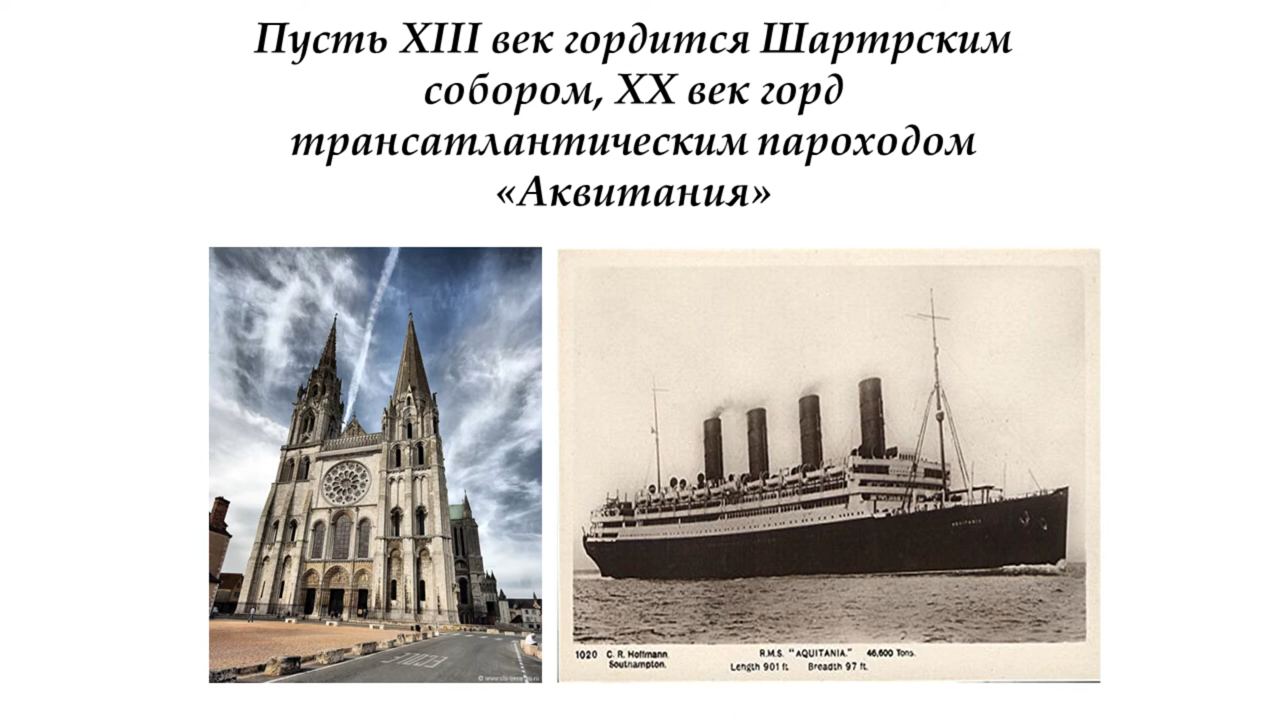 Пусть XIII век гордится Шартрским
собором, XX век горд
трансатлантическим пароходом
«Аквитания»
AQUITANIA
1020 C. R. Hoffmann.
Southampton.
R.M.S. "AQUITANIA." 46,600 Tons.
Length 901 ft. Breadth 97 ft.